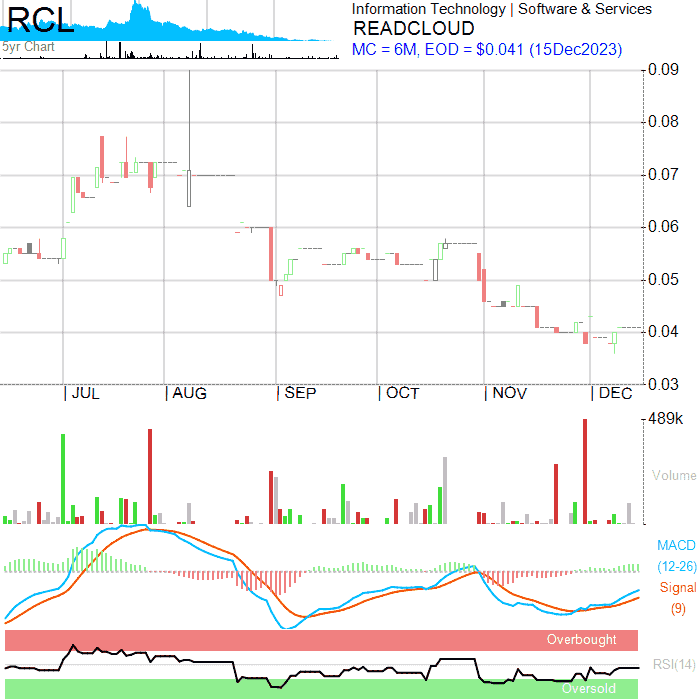 RCL
5yr Chart
Information Technology | Software & Services
READCLOUD
MC = 6M, EOD = $0.041 (15Dec2023)
0.09
0.08
0.07
0.06
0.05
0.04
0.03
| JUL | AUG | SEP | OCT | NOV | DEC
489k
Volume
MACD
(12-26)
Signal
(9)
Overbought
RSI(14)
Oversold